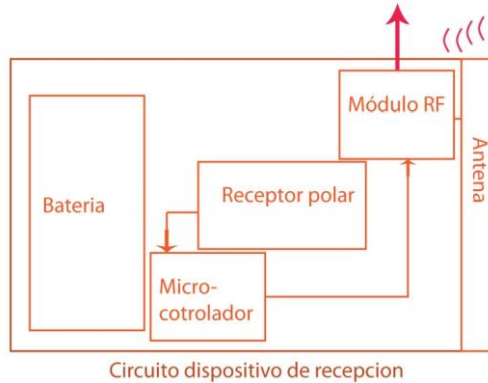 Módulo RF
Antena
Receptor polar
Bateria
Micro-
cotrolador
Circuito dispositivo de recepcion